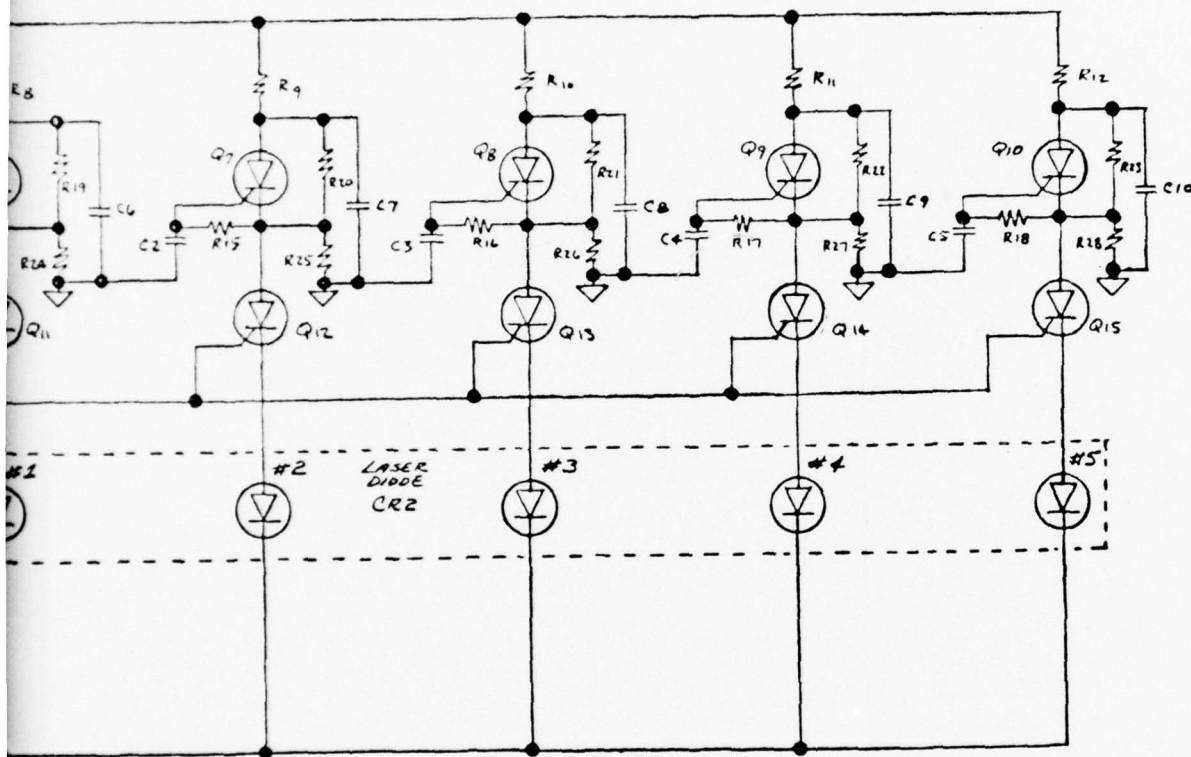 R8
R9
R10
R11
R12
Q7
Q8
Q9
Q10
R19
R20
R21
R22
R23
C6
C7
C8
C9
C10
C2
R15
C3
R16
C4
R17
C5
R18
R24
R25
R26
R27
R28
Q11
Q12
Q13
Q14
Q15
#1
#2
LASER
DIODE
CR2
#3
#4
#5